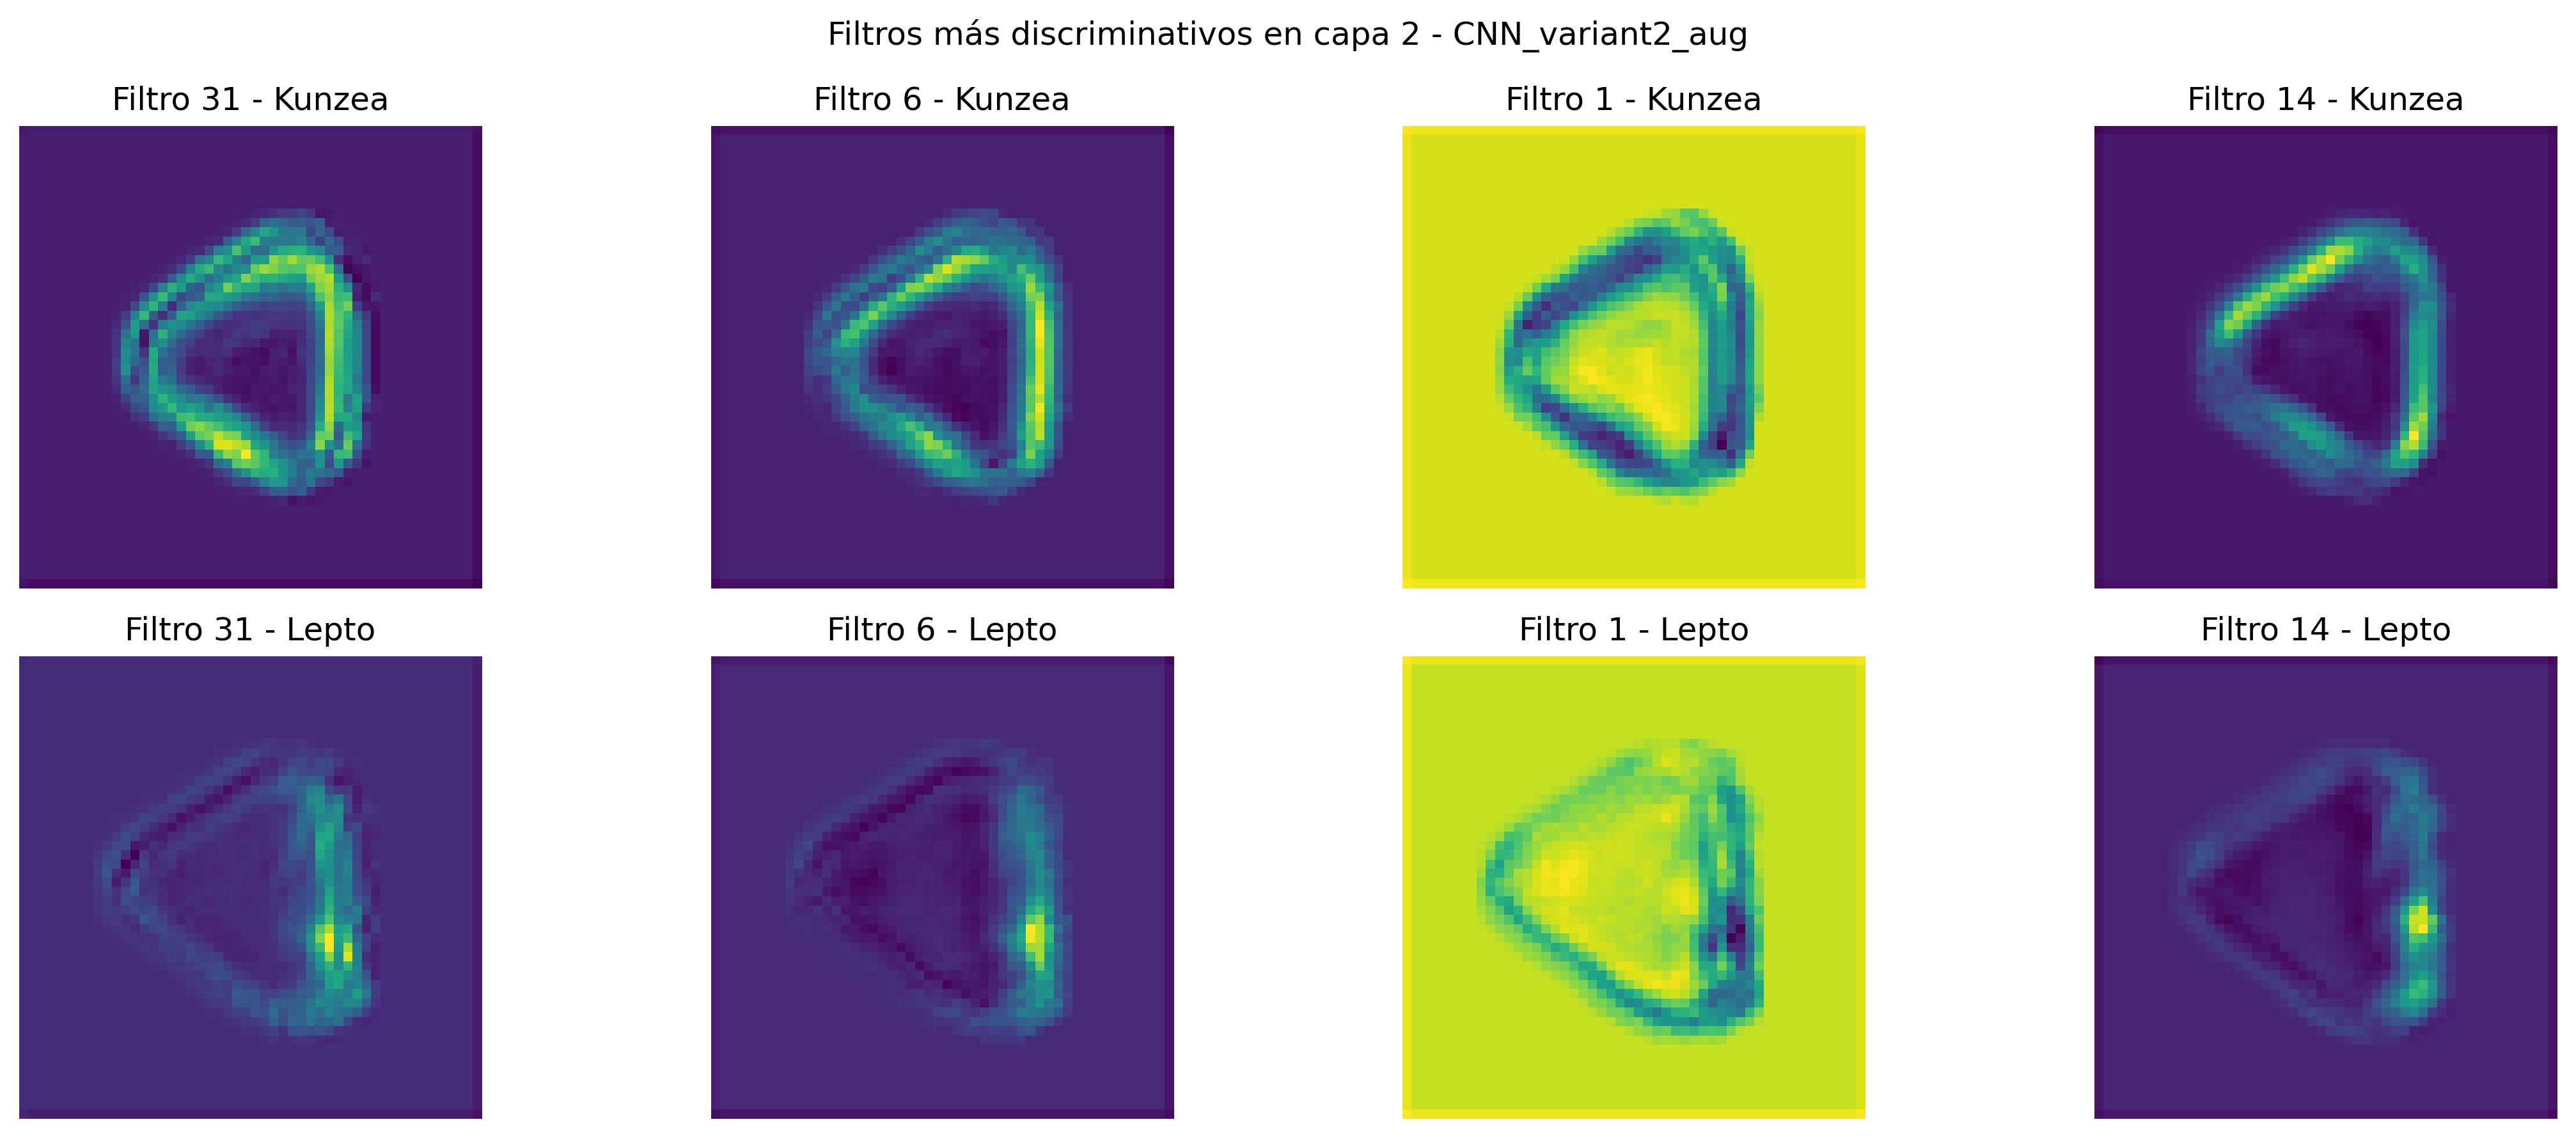 Filtros más discriminativos en capa 2 - CNN_variant2_aug
Filtro 31 - Kunzea
Filtro 6 - Kunzea
Filtro 1 - Kunzea
Filtro 14 - Kunzea
Filtro 31 - Lepto
Filtro 6 - Lepto
Filtro 1 - Lepto
Filtro 14 - Lepto